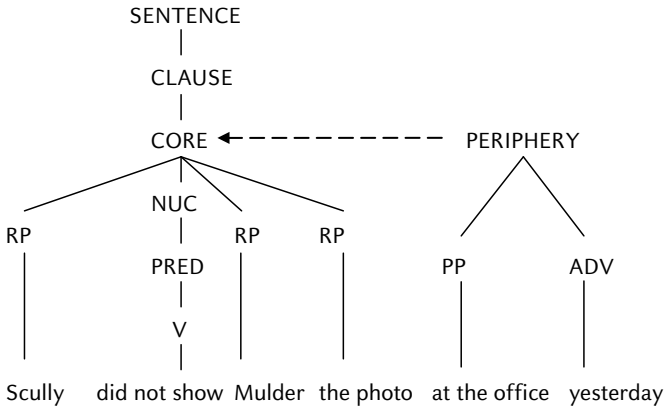 SENTENCE
CLAUSE
CORE PERIPHERY
NUC
RP RP RP
PRED PP ADV
V
Scully did not show Mulder the photo at the office yesterday